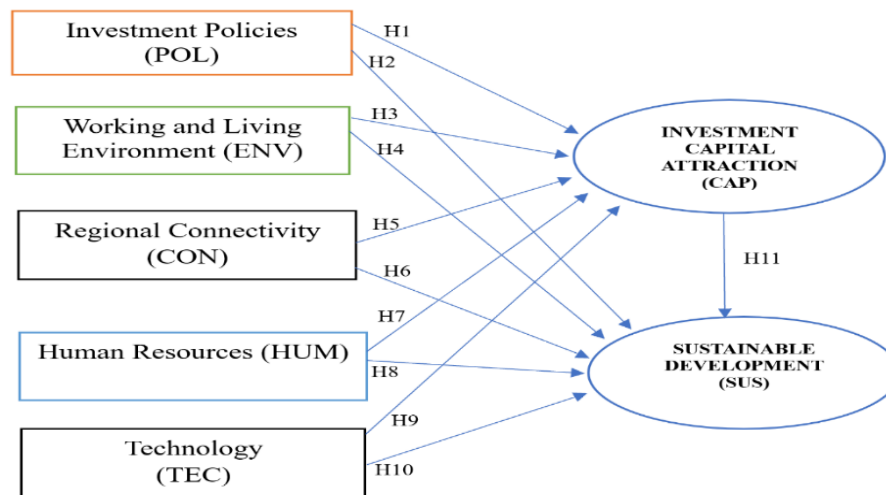 Investment Policies
(POL)
H1
H2
Working and Living
Environment (ENV)
H3
H4
INVESTMENT
CAPITAL
ATTRACTION
(CAP)
Regional Connectivity
(CON)
H5
H6
H11
Human Resources (HUM)
H7
H8
SUSTAINABLE
DEVELOPMENT
(SUS)
Technology
(TEC)
H9
H10